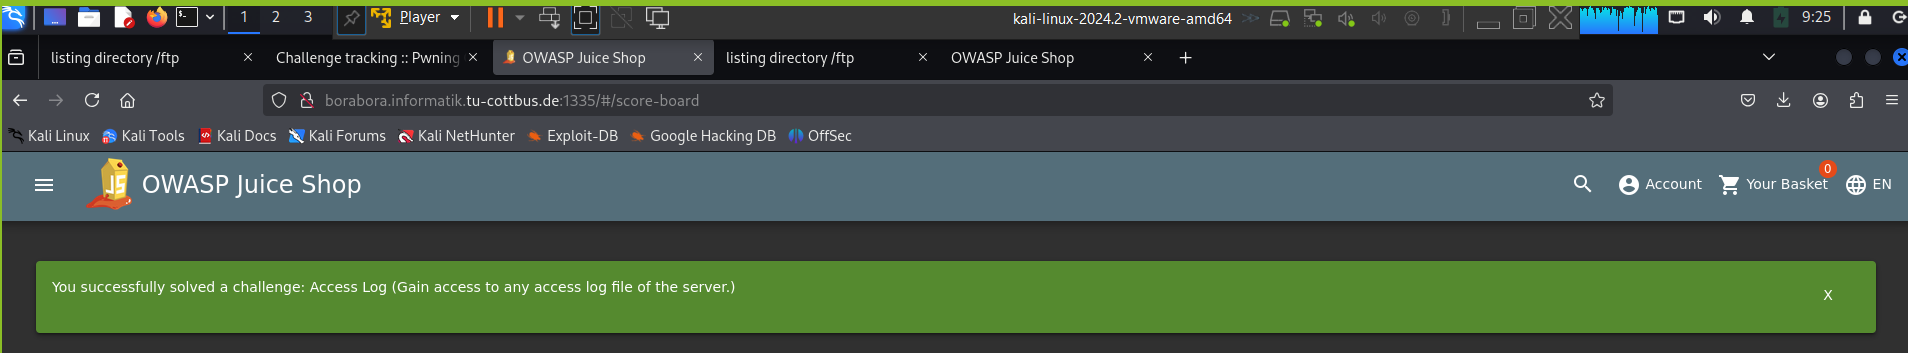 1 2 3 Player kali-linux-2024.2-vmware-amd64 9:25
listing directory /ftp Challenge tracking :: Pwning OWASP Juice Shop listing directory /ftp OWASP Juice Shop
borabora.informatik.tu-cottbus.de:1335/#/score-board
Kali Linux Kali Tools Kali Docs Kali Forums Kali NetHunter Exploit-DB Google Hacking DB OffSec
JS OWASP Juice Shop Account Your Basket 0 EN
You successfully solved a challenge: Access Log (Gain access to any access log file of the server.) X